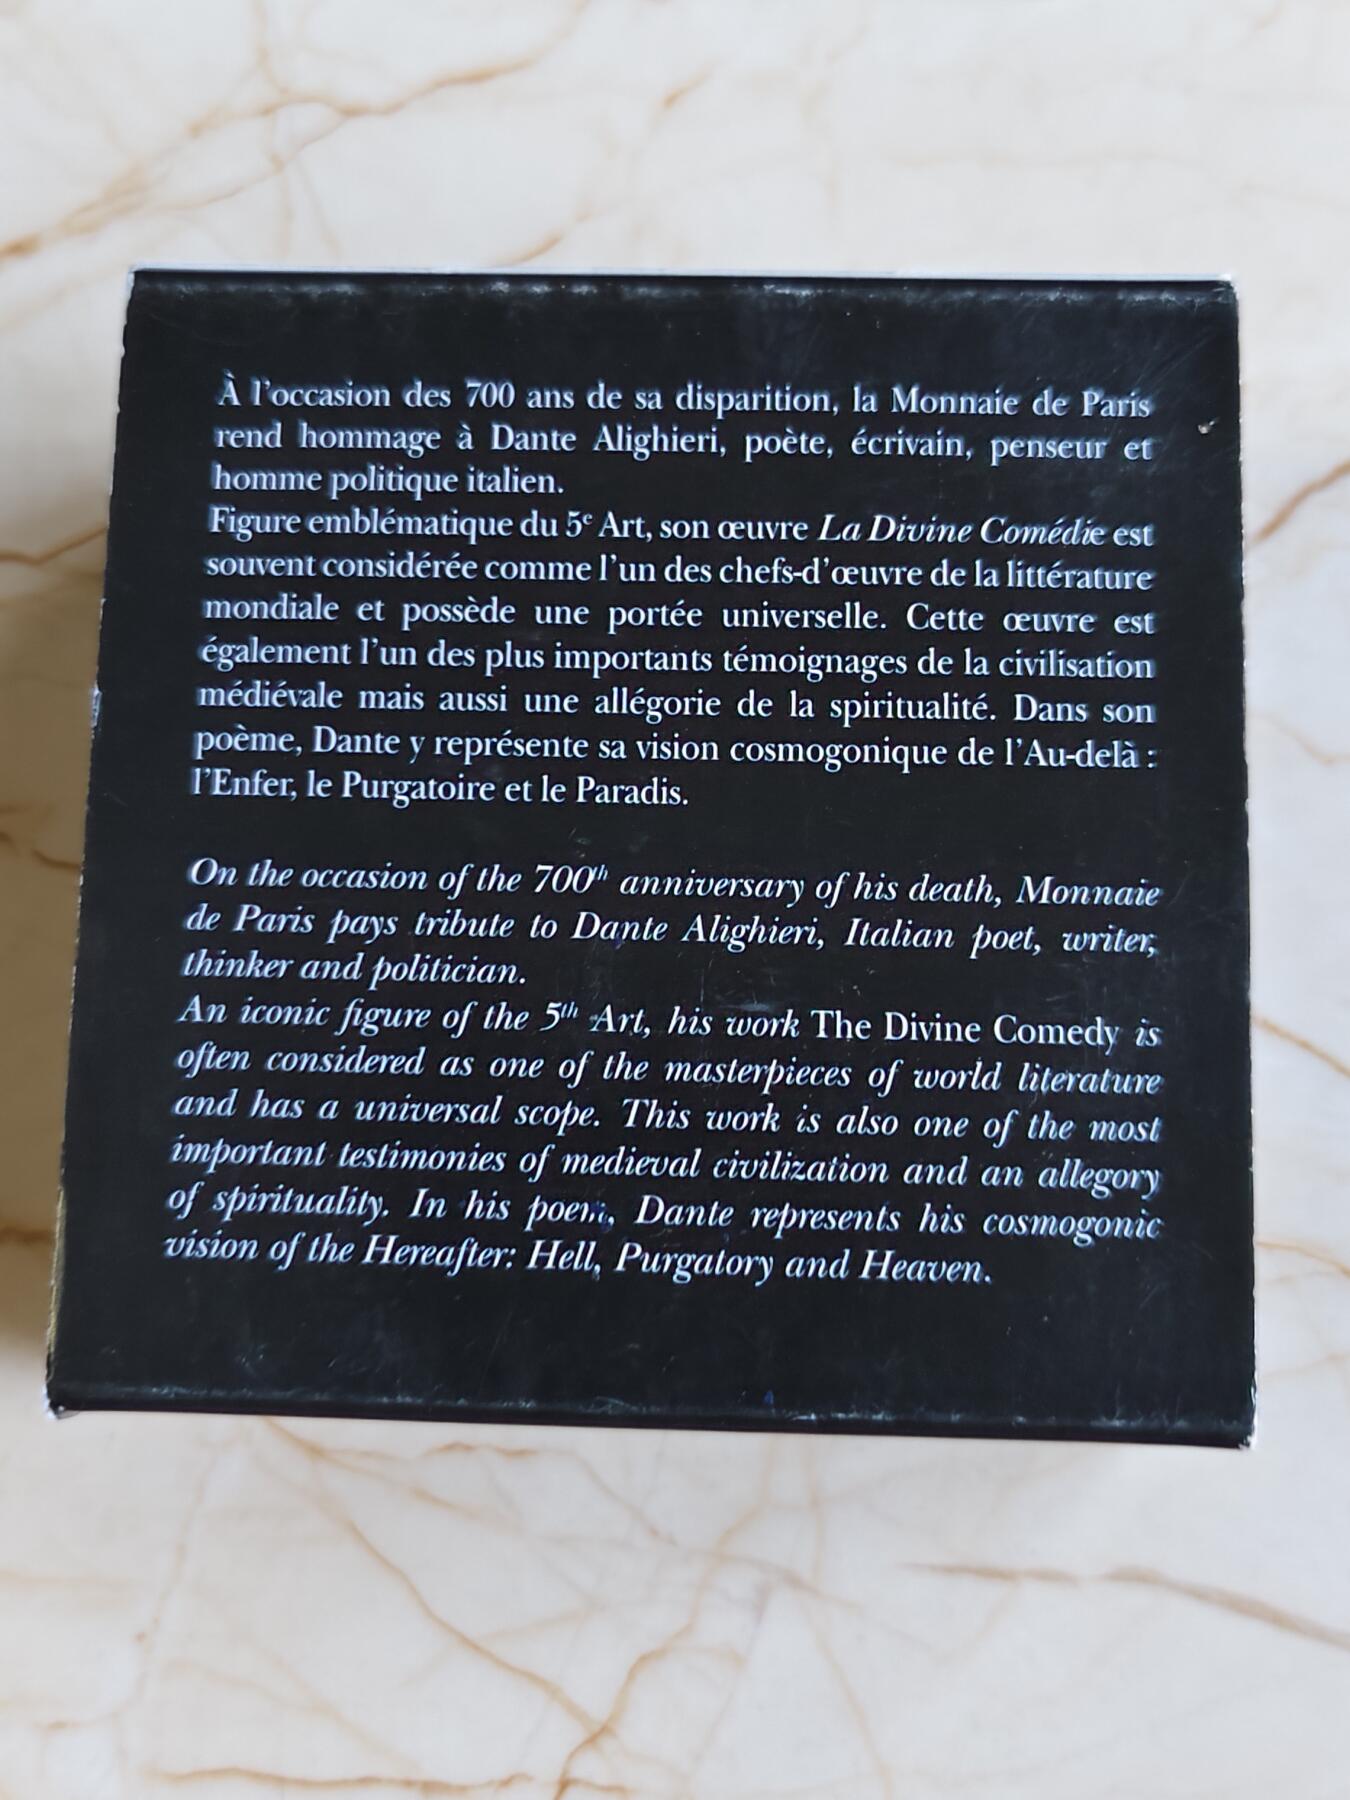 À l'occasion des 700 ans de sa disparition, la Monnaie de Paris
rend hommage à Dante Alighieri, poète, écrivain, penseur et
homme politique italien.
Figure emblématique du 5e Art, son œuvre La Divine Comédie est
souvent considérée comme l'un des chefs-d'œuvre de la littérature
mondiale et possède une portée universelle. Cette œuvre est
également l'un des plus importants témoignages de la civilisation
médiévale mais aussi une allégorie de la spiritualité. Dans son
poème, Dante y représente sa vision cosmogonique de l'Au-delà :
l'Enfer, le Purgatoire et le Paradis.
On the occasion of the 700th anniversary of his death, Monnaie
de Paris pays tribute to Dante Alighieri, Italian poet, writer,
thinker and politician.
An iconic figure of the 5th Art, his work The Divine Comedy is
often considered as one of the masterpieces of world literature
and has a universal scope. This work is also one of the most
important testimonies of medieval civilization and an allegory
of spirituality. In his poem, Dante represents his cosmogonic
vision of the Hereafter: Hell, Purgatory and Heaven.